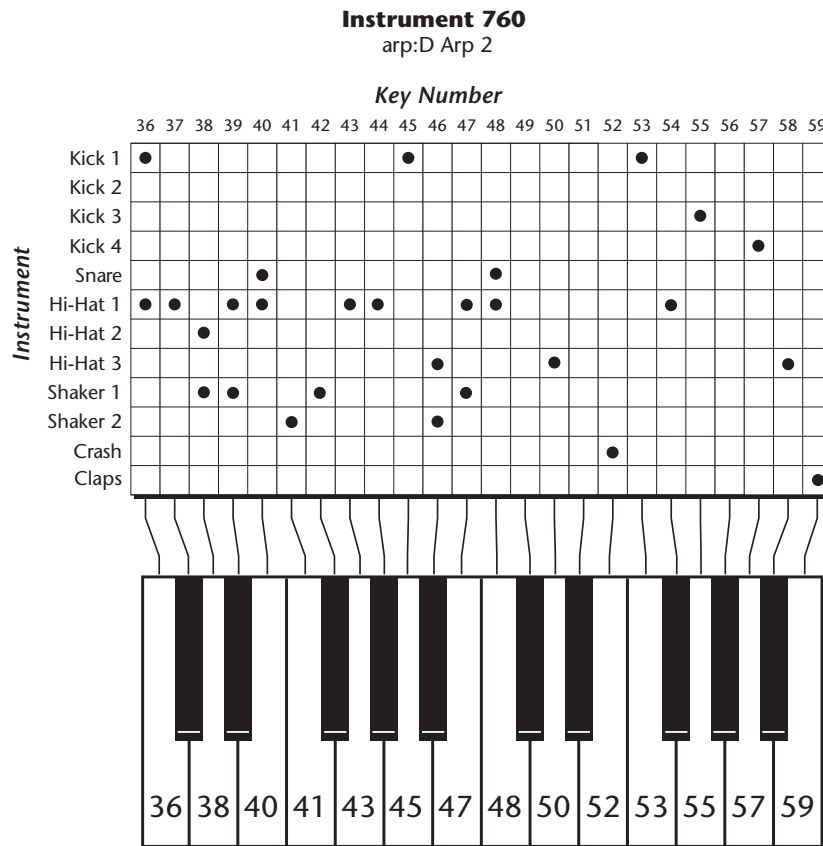 Instrument 760
arp:D Arp 2
Key Number
36 37 38 39 40 41 42 43 44 45 46 47 48 49 50 51 52 53 54 55 56 57 58 59
Instrument
Kick 1
Kick 2
Kick 3
Kick 4
Snare
Hi-Hat 1
Hi-Hat 2
Hi-Hat 3
Shaker 1
Shaker 2
Crash
Claps
36 38 40 41 43 45 47 48 50 52 53 55 57 59